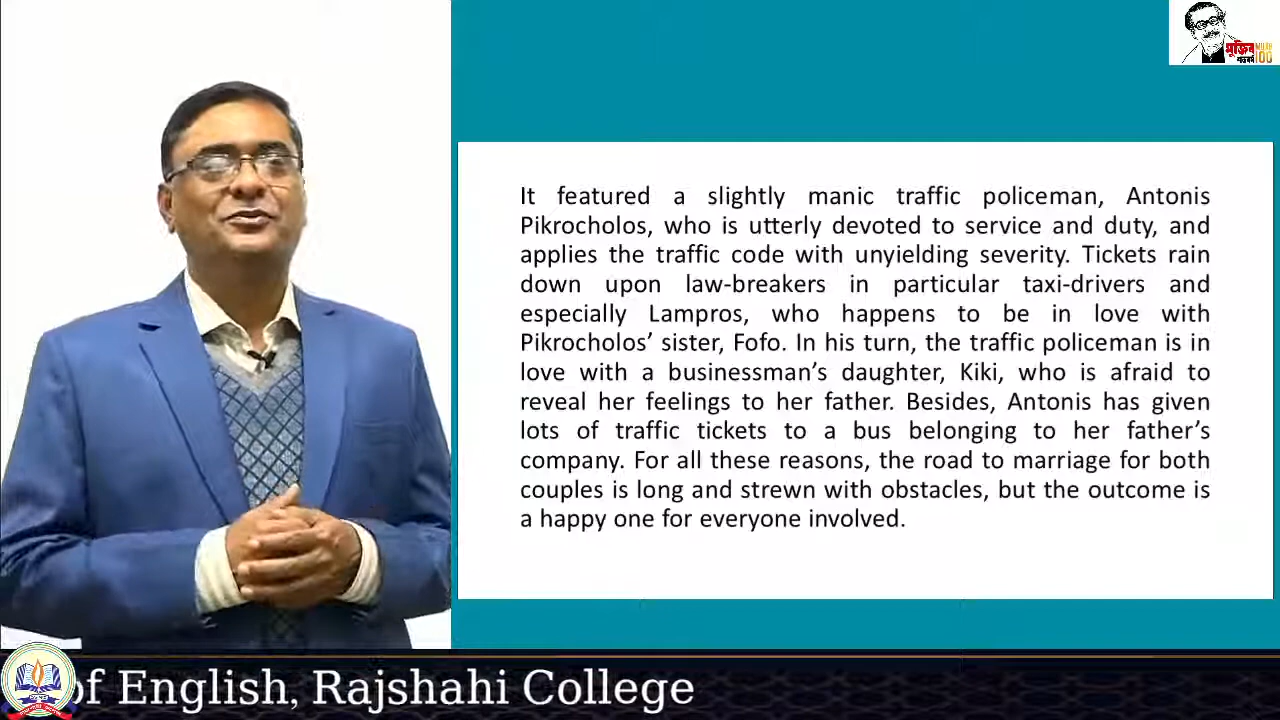 মুজিব MUJIB
শতবর্ষ 100
It featured a slightly manic traffic policeman, Antonis
Pikrocholos, who is utterly devoted to service and duty, and
applies the traffic code with unyielding severity. Tickets rain
down upon law-breakers in particular taxi-drivers and
especially Lampros, who happens to be in love with
Pikrocholos’ sister, Fofo. In his turn, the traffic policeman is in
love with a businessman’s daughter, Kiki, who is afraid to
reveal her feelings to her father. Besides, Antonis has given
lots of traffic tickets to a bus belonging to her father’s
company. For all these reasons, the road to marriage for both
couples is long and strewn with obstacles, but the outcome is
a happy one for everyone involved.
of English, Rajshahi College